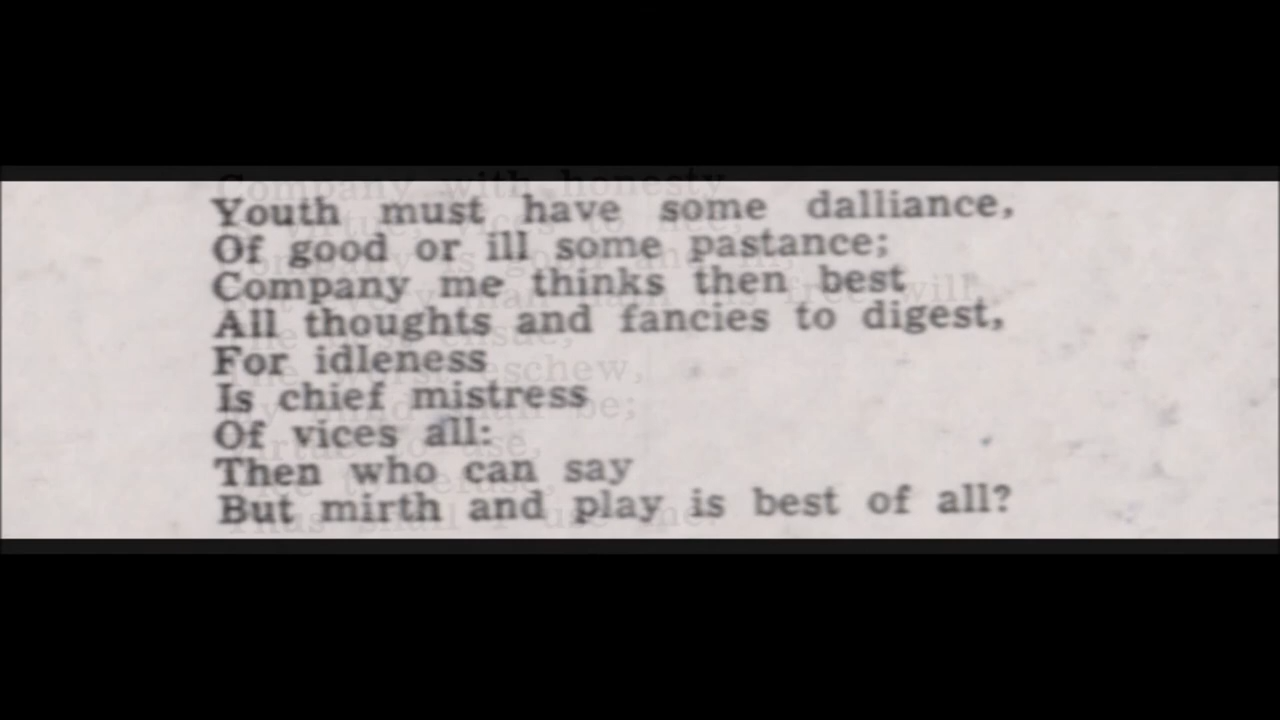 Youth must have some dalliance,
Of good or ill some pastance;
Company me thinks then best
All thoughts and fancies to digest,
For idleness
Is chief mistress
Of vices all:
Then who can say
But mirth and play is best of all?